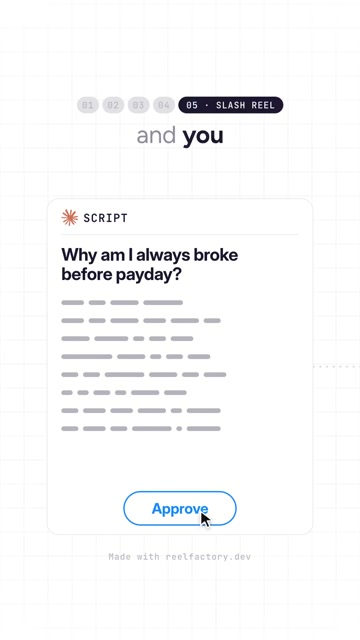 01 02 03 04 05 · SLASH REEL
and you
SCRIPT
Why am I always broke
before payday?
Approve
Made with reelfactory.dev